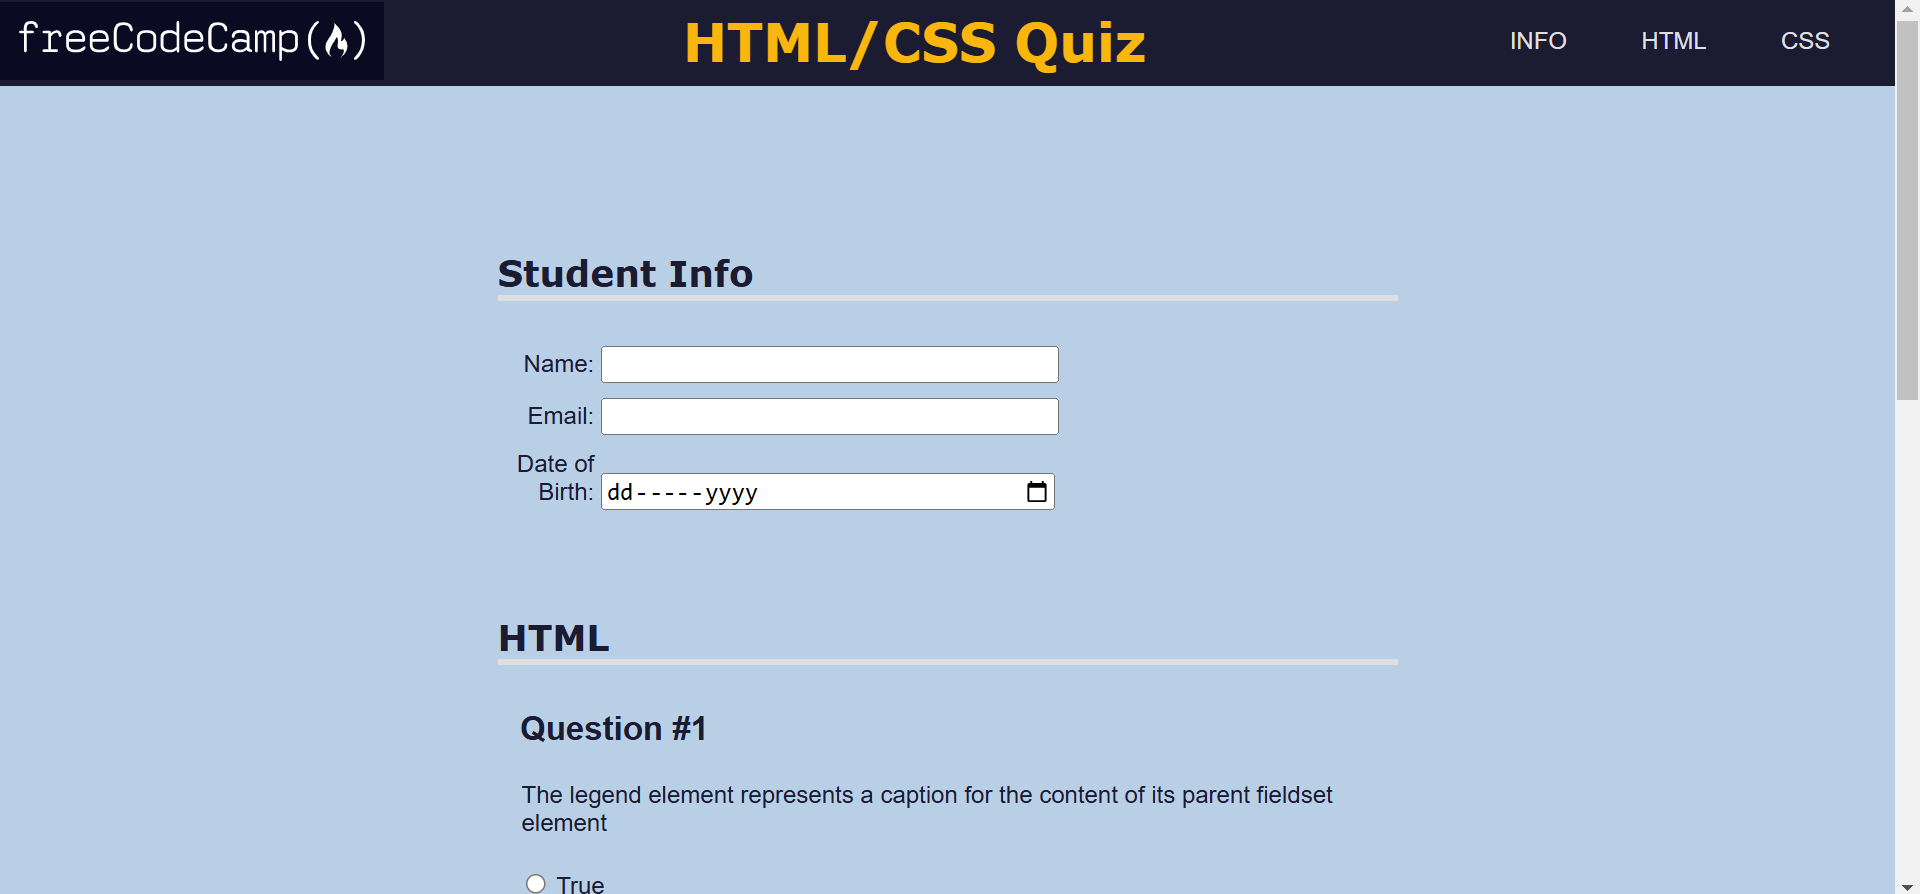 freeCodeCamp(🔥)
HTML/CSS Quiz
INFO
HTML
CSS
Student Info
Name:
Email:
Date of
Birth:
dd-----yyyy
HTML
Question #1
The legend element represents a caption for the content of its parent fieldset
element
True